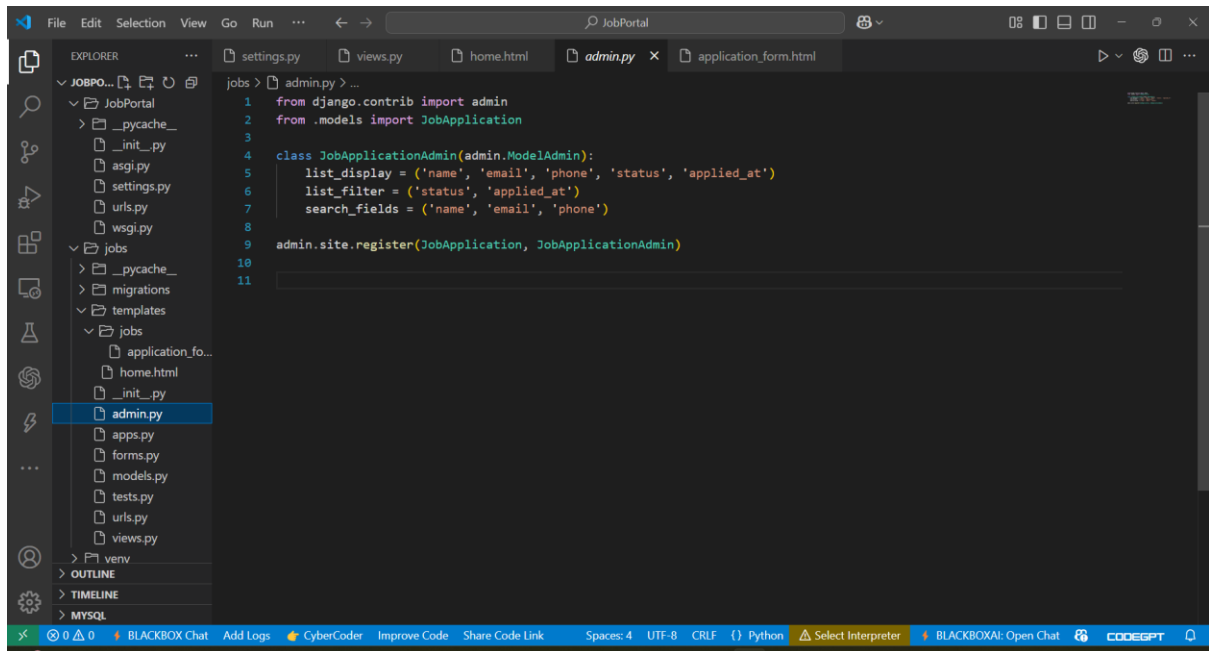 File Edit Selection View Go Run ··· JobPortal
EXPLORER ···
JOBPO...
JobPortal
__pycache__
__init__.py
asgi.py
settings.py
urls.py
wsgi.py
jobs
__pycache__
migrations
templates
jobs
application_fo...
home.html
__init__.py
admin.py
apps.py
forms.py
models.py
tests.py
urls.py
views.py
venv
OUTLINE
TIMELINE
MYSQL
settings.py views.py home.html admin.py application_form.html
jobs > admin.py > ...
1 from django.contrib import admin
2 from .models import JobApplication
3
4 class JobApplicationAdmin(admin.ModelAdmin):
5 list_display = ('name', 'email', 'phone', 'status', 'applied_at')
6 list_filter = ('status', 'applied_at')
7 search_fields = ('name', 'email', 'phone')
8
9 admin.site.register(JobApplication, JobApplicationAdmin)
10
11
0 0 BLACKBOX Chat Add Logs CyberCoder Improve Code Share Code Link Spaces: 4 UTF-8 CRLF {} Python Select Interpreter BLACKBOXAI: Open Chat CODEGPT